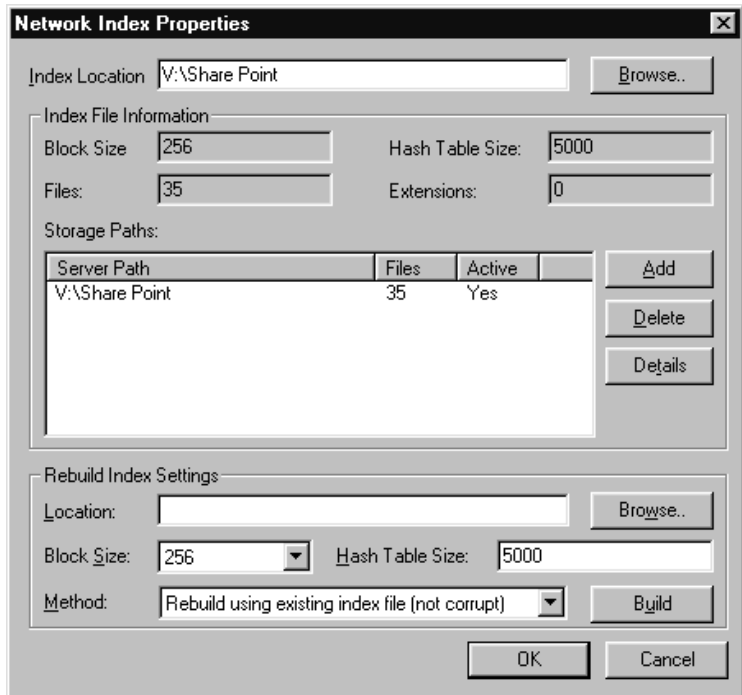 Network Index Properties
Index Location V:\Share Point Browse..
Index File Information
Block Size 256 Hash Table Size: 5000
Files: 35 Extensions: 0
Storage Paths:
Server Path Files Active
V:\Share Point 35 Yes
Add
Delete
Details
Rebuild Index Settings
Location: Browse..
Block Size: 256 Hash Table Size: 5000
Method: Rebuild using existing index file (not corrupt) Build
OK Cancel